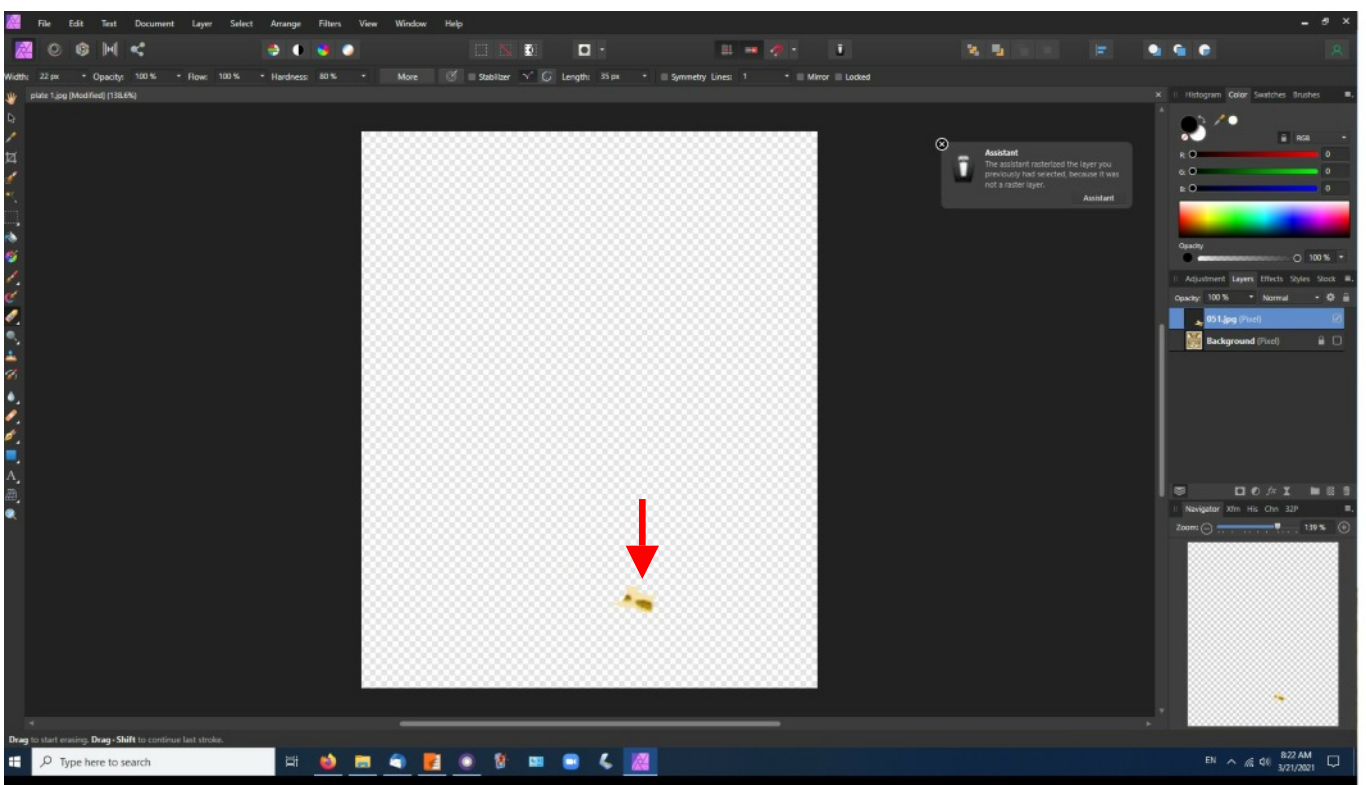 File Edit Text Document Layer Select Arrange Filters View Window Help
Width: 22 px Opacity: 100 % Flow: 100 % Hardness: 80 % More Stabilizer Length: 35 px Symmetry Lines: 1 Mirror Locked
plate 1.jpg [Modified] (138.6%)
Histogram Color Swatches Brushes
RGB
R: 0
G: 0
B: 0
Opacity
100 %
Assistant
The assistant rasterized the layer you
previously had selected, because it was
not a raster layer.
Assistant
Adjustment Layers Effects Styles Stock
Opacity: 100 % Normal
051.jpg (Pixel)
Background (Pixel)
fx
Navigator Xfm His Chn 32P
Zoom: 139 %
Drag to start erasing. Drag+Shift to continue last stroke.
Type here to search
EN
8:22 AM
3/21/2021